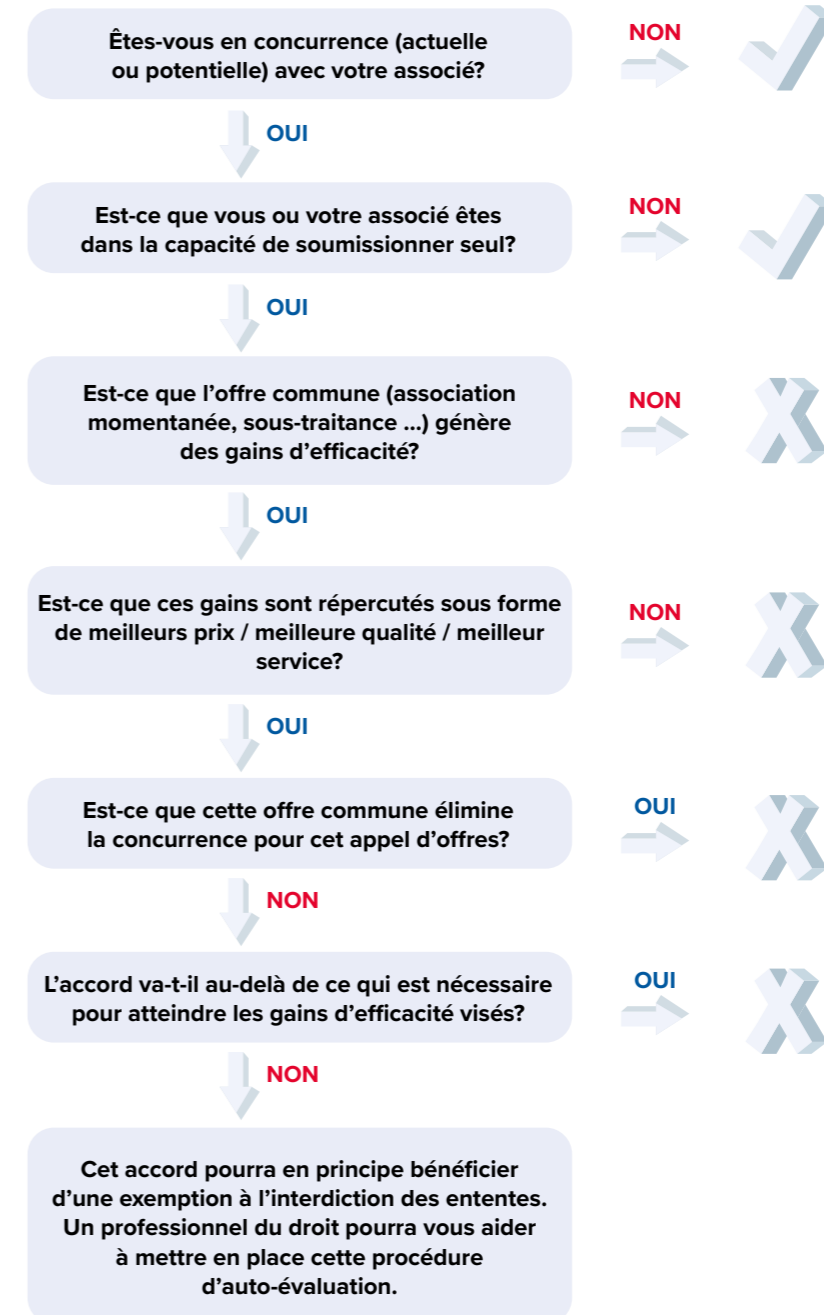 Êtes-vous en concurrence (actuelle
ou potentielle) avec votre associé?
NON
OUI
Est-ce que vous ou votre associé êtes
dans la capacité de soumissionner seul?
NON
OUI
Est-ce que l’offre commune (association
momentanée, sous-traitance ...) génère
des gains d’efficacité?
NON
OUI
Est-ce que ces gains sont répercutés sous forme
de meilleurs prix / meilleure qualité / meilleur
service?
NON
OUI
Est-ce que cette offre commune élimine
la concurrence pour cet appel d’offres?
OUI
NON
L’accord va-t-il au-delà de ce qui est nécessaire
pour atteindre les gains d’efficacité visés?
OUI
NON
Cet accord pourra en principe bénéficier
d’une exemption à l’interdiction des ententes.
Un professionnel du droit pourra vous aider
à mettre en place cette procédure
d’auto-évaluation.